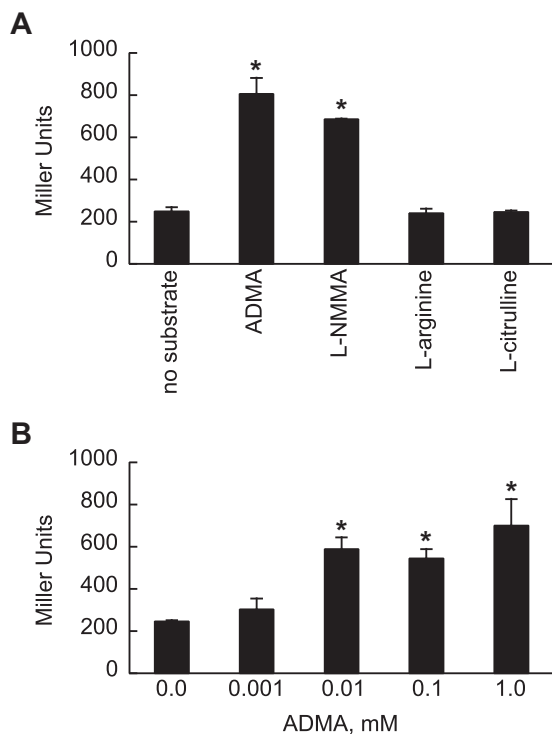 A
1000
800
600
400
200
0
Miller Units
* *
no substrate
ADMA
L-NMMA
L-arginine
L-citrulline
B
1000
800
600
400
200
0
Miller Units
* * *
0.0 0.001 0.01 0.1 1.0
ADMA, mM